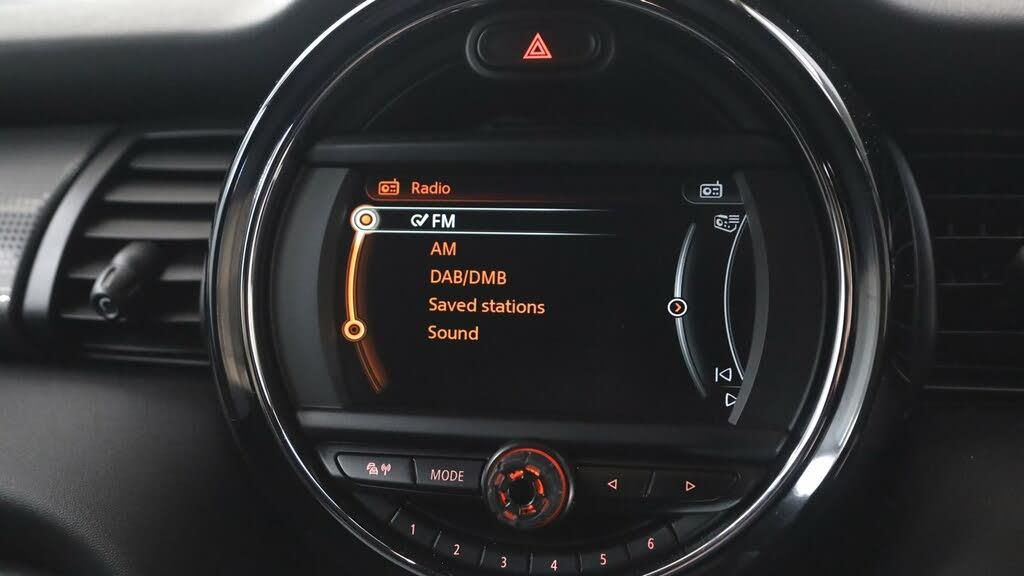 Radio
FM
AM
DAB/DMB
Saved stations
Sound
MODE
1
2
3
4
5
6